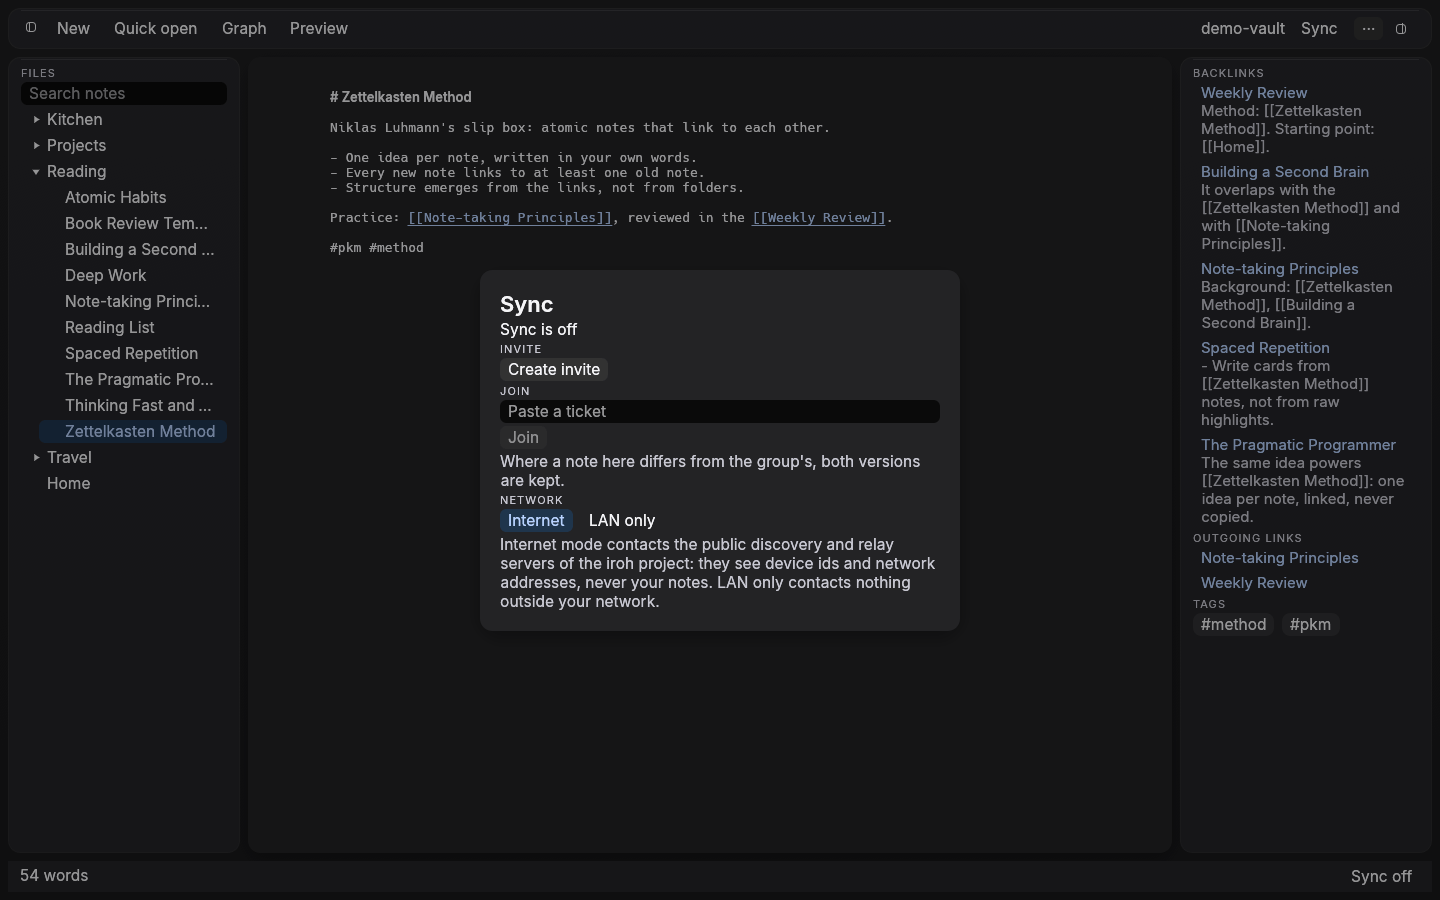 New Quick open Graph Preview
demo-vault Sync ...
FILES
Search notes
Kitchen
Projects
Reading
Atomic Habits
Book Review Tem...
Building a Second ...
Deep Work
Note-taking Princi...
Reading List
Spaced Repetition
The Pragmatic Pro...
Thinking Fast and ...
Zettelkasten Method
Travel
Home
# Zettelkasten Method
Niklas Luhmann's slip box: atomic notes that link to each other.
- One idea per note, written in your own words.
- Every new note links to at least one old note.
- Structure emerges from the links, not from folders.
Practice: [[Note-taking Principles]], reviewed in the [[Weekly Review]].
#pkm #method
Sync
Sync is off
INVITE
Create invite
JOIN
Paste a ticket
Join
Where a note here differs from the group's, both versions
are kept.
NETWORK
Internet LAN only
Internet mode contacts the public discovery and relay
servers of the iroh project: they see device ids and network
addresses, never your notes. LAN only contacts nothing
outside your network.
BACKLINKS
Weekly Review
Method: [[Zettelkasten
Method]]. Starting point:
[[Home]].
Building a Second Brain
It overlaps with the
[[Zettelkasten Method]] and
with [[Note-taking
Principles]].
Note-taking Principles
Background: [[Zettelkasten
Method]], [[Building a
Second Brain]].
Spaced Repetition
- Write cards from
[[Zettelkasten Method]]
notes, not from raw
highlights.
The Pragmatic Programmer
The same idea powers
[[Zettelkasten Method]]: one
idea per note, linked, never
copied.
OUTGOING LINKS
Note-taking Principles
Weekly Review
TAGS
#method #pkm
54 words
Sync off